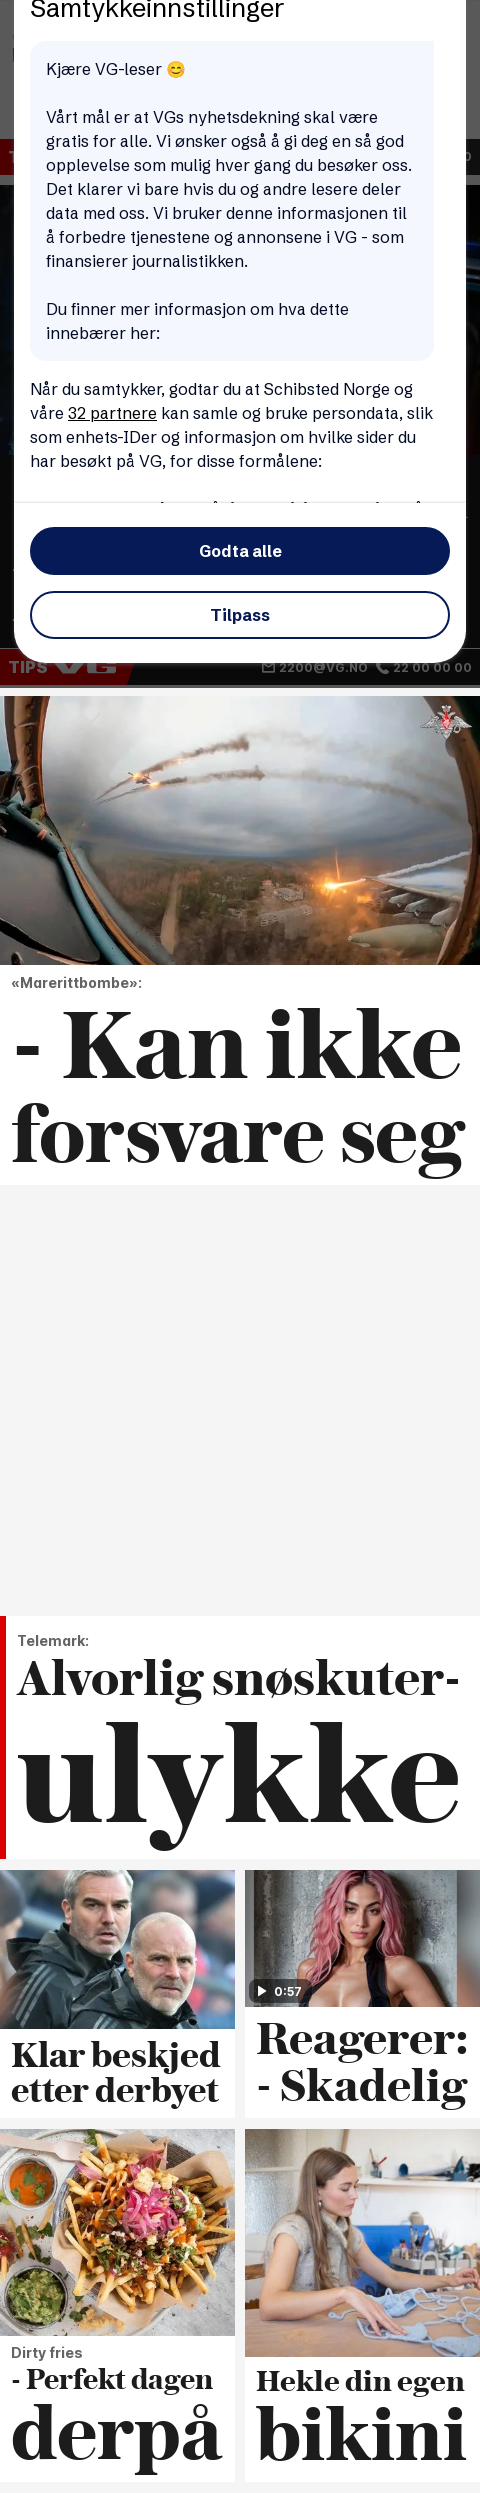 Samtykkeinnstillinger
Kjære VG-leser 😊
Vårt mål er at VGs nyhetsdekning skal være
gratis for alle. Vi ønsker også å gi deg en så god
opplevelse som mulig hver gang du besøker oss.
Det klarer vi bare hvis du og andre lesere deler
data med oss. Vi bruker denne informasjonen til
å forbedre tjenestene og annonsene i VG - som
finansierer journalistikken.
Du finner mer informasjon om hva dette
innebærer her:
Når du samtykker, godtar du at Schibsted Norge og
våre 32 partnere kan samle og bruke persondata, slik
som enhets-IDer og informasjon om hvilke sider du
har besøkt på VG, for disse formålene:
Godta alle
Tilpass
TIPS VG 2200@VG.NO 22 00 00 00
«Marerittbombe»:
- Kan ikke
forsvare seg
Telemark:
Alvorlig snøskuter-
ulykke
Klar beskjed
etter derbyet
0:57
Reagerer:
- Skadelig
Dirty fries
- Perfekt dagen
derpå
Hekle din egen
bikini